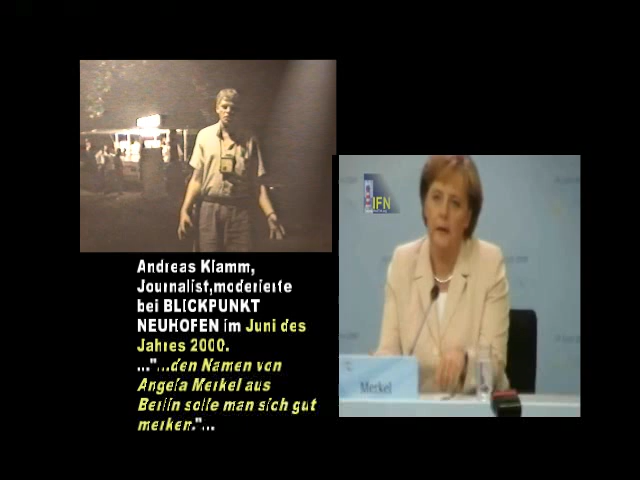 Andreas Klamm,
Journalist,moderierte
bei BLICKPUNKT
NEUHOFEN im Juni des
Jahres 2000.
..."...den Namen von
Angela Merkel aus
Berlin solle man sich gut
merken."...
IFN
Merkel